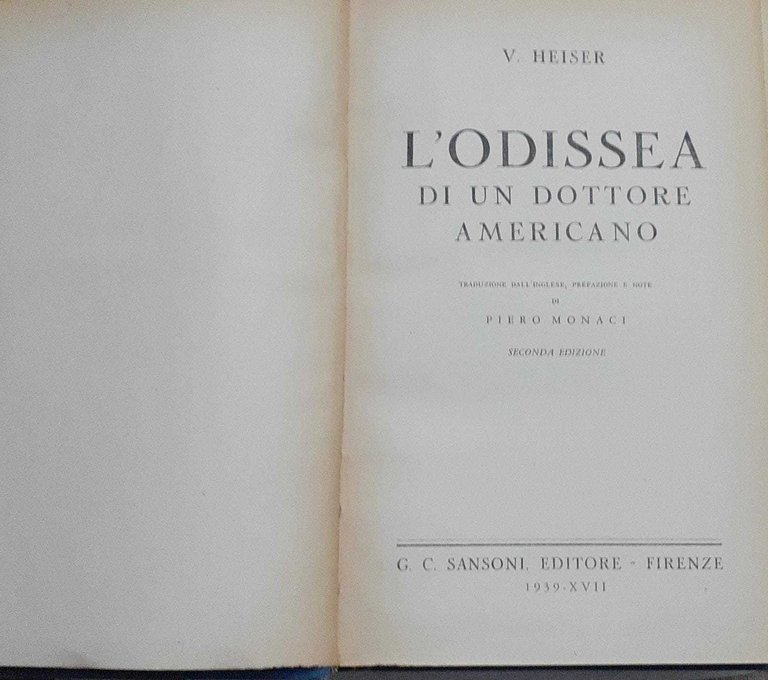 V. HEISER
L'ODISSEA
DI UN DOTTORE
AMERICANO
TRADUZIONE DALL'INGLESE, PREFAZIONE E NOTE
DI
PIERO MONACI
SECONDA EDIZIONE
G. C. SANSONI, EDITORE - FIRENZE
1939-XVII